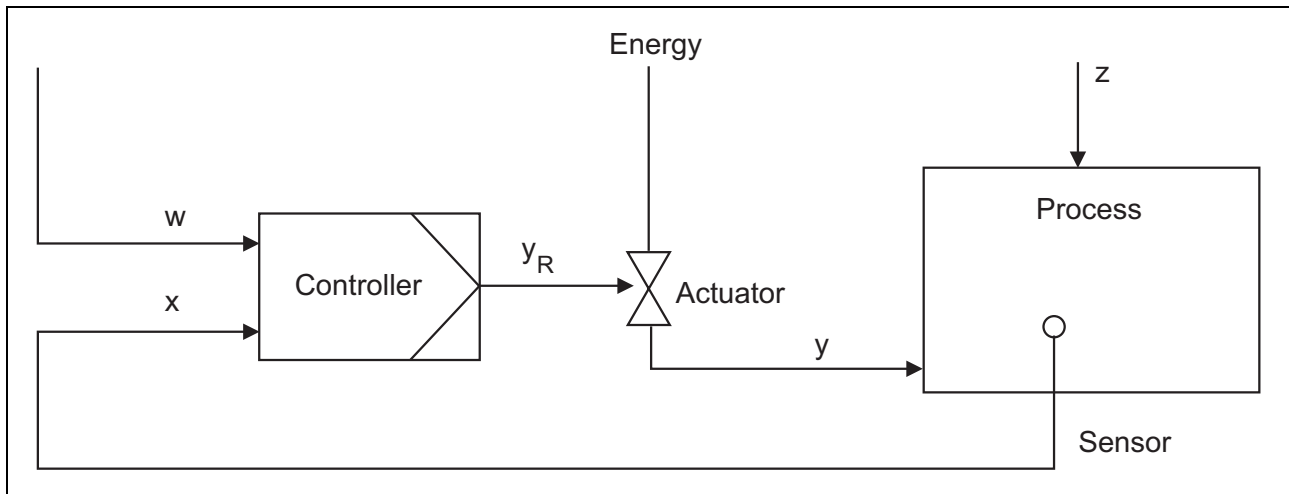 Energy
z
w
Process
y_R
Controller
Actuator
x
y
Sensor